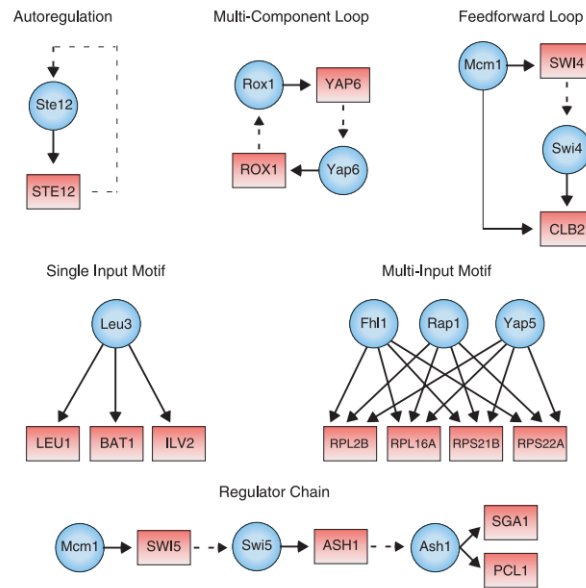 Autoregulation
Multi-Component Loop
Feedforward Loop
Ste12
STE12
Rox1
YAP6
ROX1
Yap6
Mcm1
SWI4
Swi4
CLB2
Single Input Motif
Multi-Input Motif
Leu3
LEU1
BAT1
ILV2
Fhl1
Rap1
Yap5
RPL2B
RPL16A
RPS21B
RPS22A
Regulator Chain
Mcm1
SWI5
Swi5
ASH1
Ash1
SGA1
PCL1